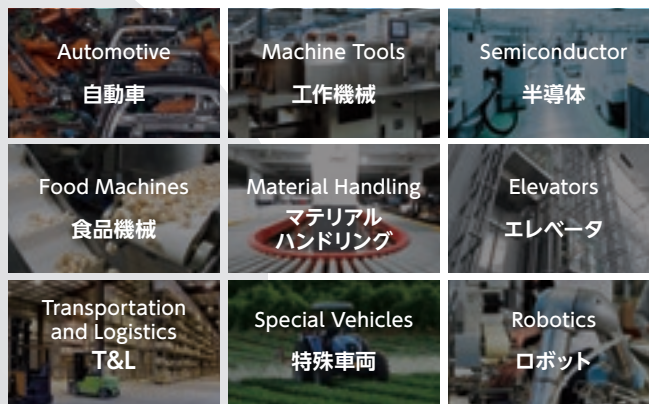 Automotive
自動車
Machine Tools
工作機械
Semiconductor
半導体
Food Machines
食品機械
Material Handling
マテリアル
ハンドリング
Elevators
エレベータ
Transportation
and Logistics
T&L
Special Vehicles
特殊車両
Robotics
ロボット